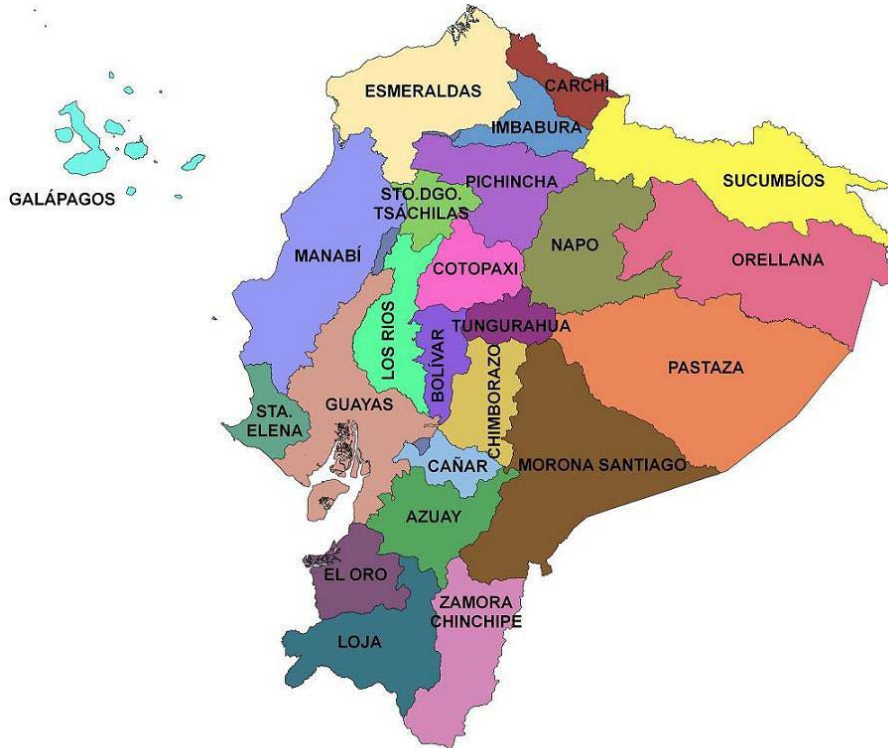 CARCHI
ESMERALDAS
IMBABURA
SUCUMBÍOS
PICHINCHA
GALÁPAGOS
STO.DGO.
TSÁCHILAS
NAPO
MANABÍ
ORELLANA
COTOPAXI
TUNGURAHUA
LOS RIOS
BOLÍVAR
CHIMBORAZO
PASTAZA
GUAYAS
STA.
ELENA
CAÑAR
MORONA SANTIAGO
AZUAY
EL ORO
ZAMORA
CHINCHIPE
LOJA